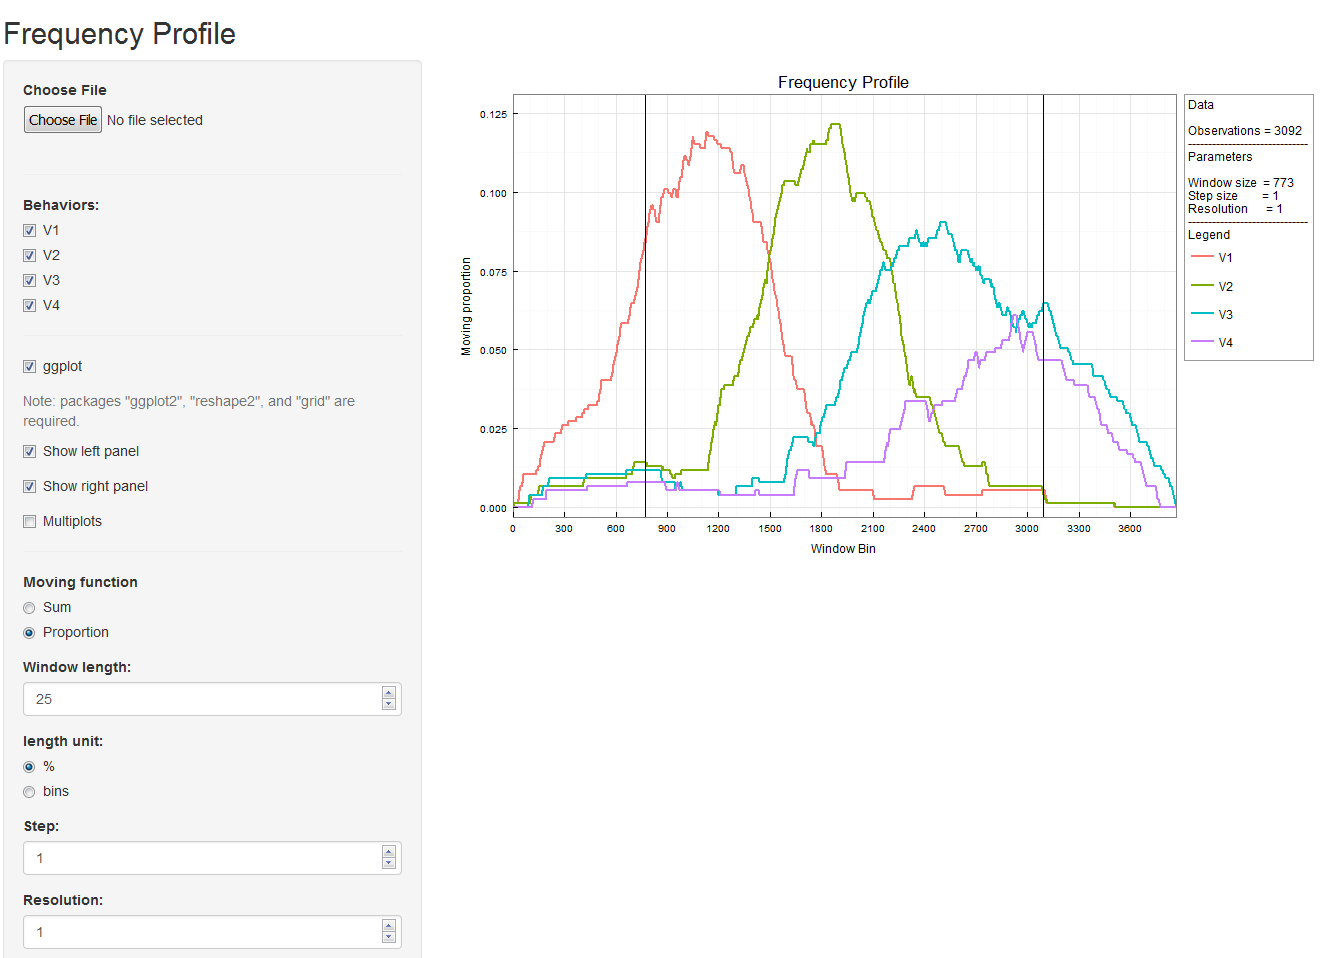 Frequency Profile
Choose File
Choose File No file selected
Behaviors:
V1
V2
V3
V4
ggplot
Note: packages "ggplot2", "reshape2", and "grid" are
required.
Show left panel
Show right panel
Multiplots
Moving function
Sum
Proportion
Window length:
25
length unit:
%
bins
Step:
1
Resolution:
1
Frequency Profile
Moving proportion
0.125
0.100
0.075
0.050
0.025
0.000
0 300 600 900 1200 1500 1800 2100 2400 2700 3000 3300 3600
Window Bin
Data
Observations = 3092
Parameters
Window size = 773
Step size = 1
Resolution = 1
Legend
V1
V2
V3
V4